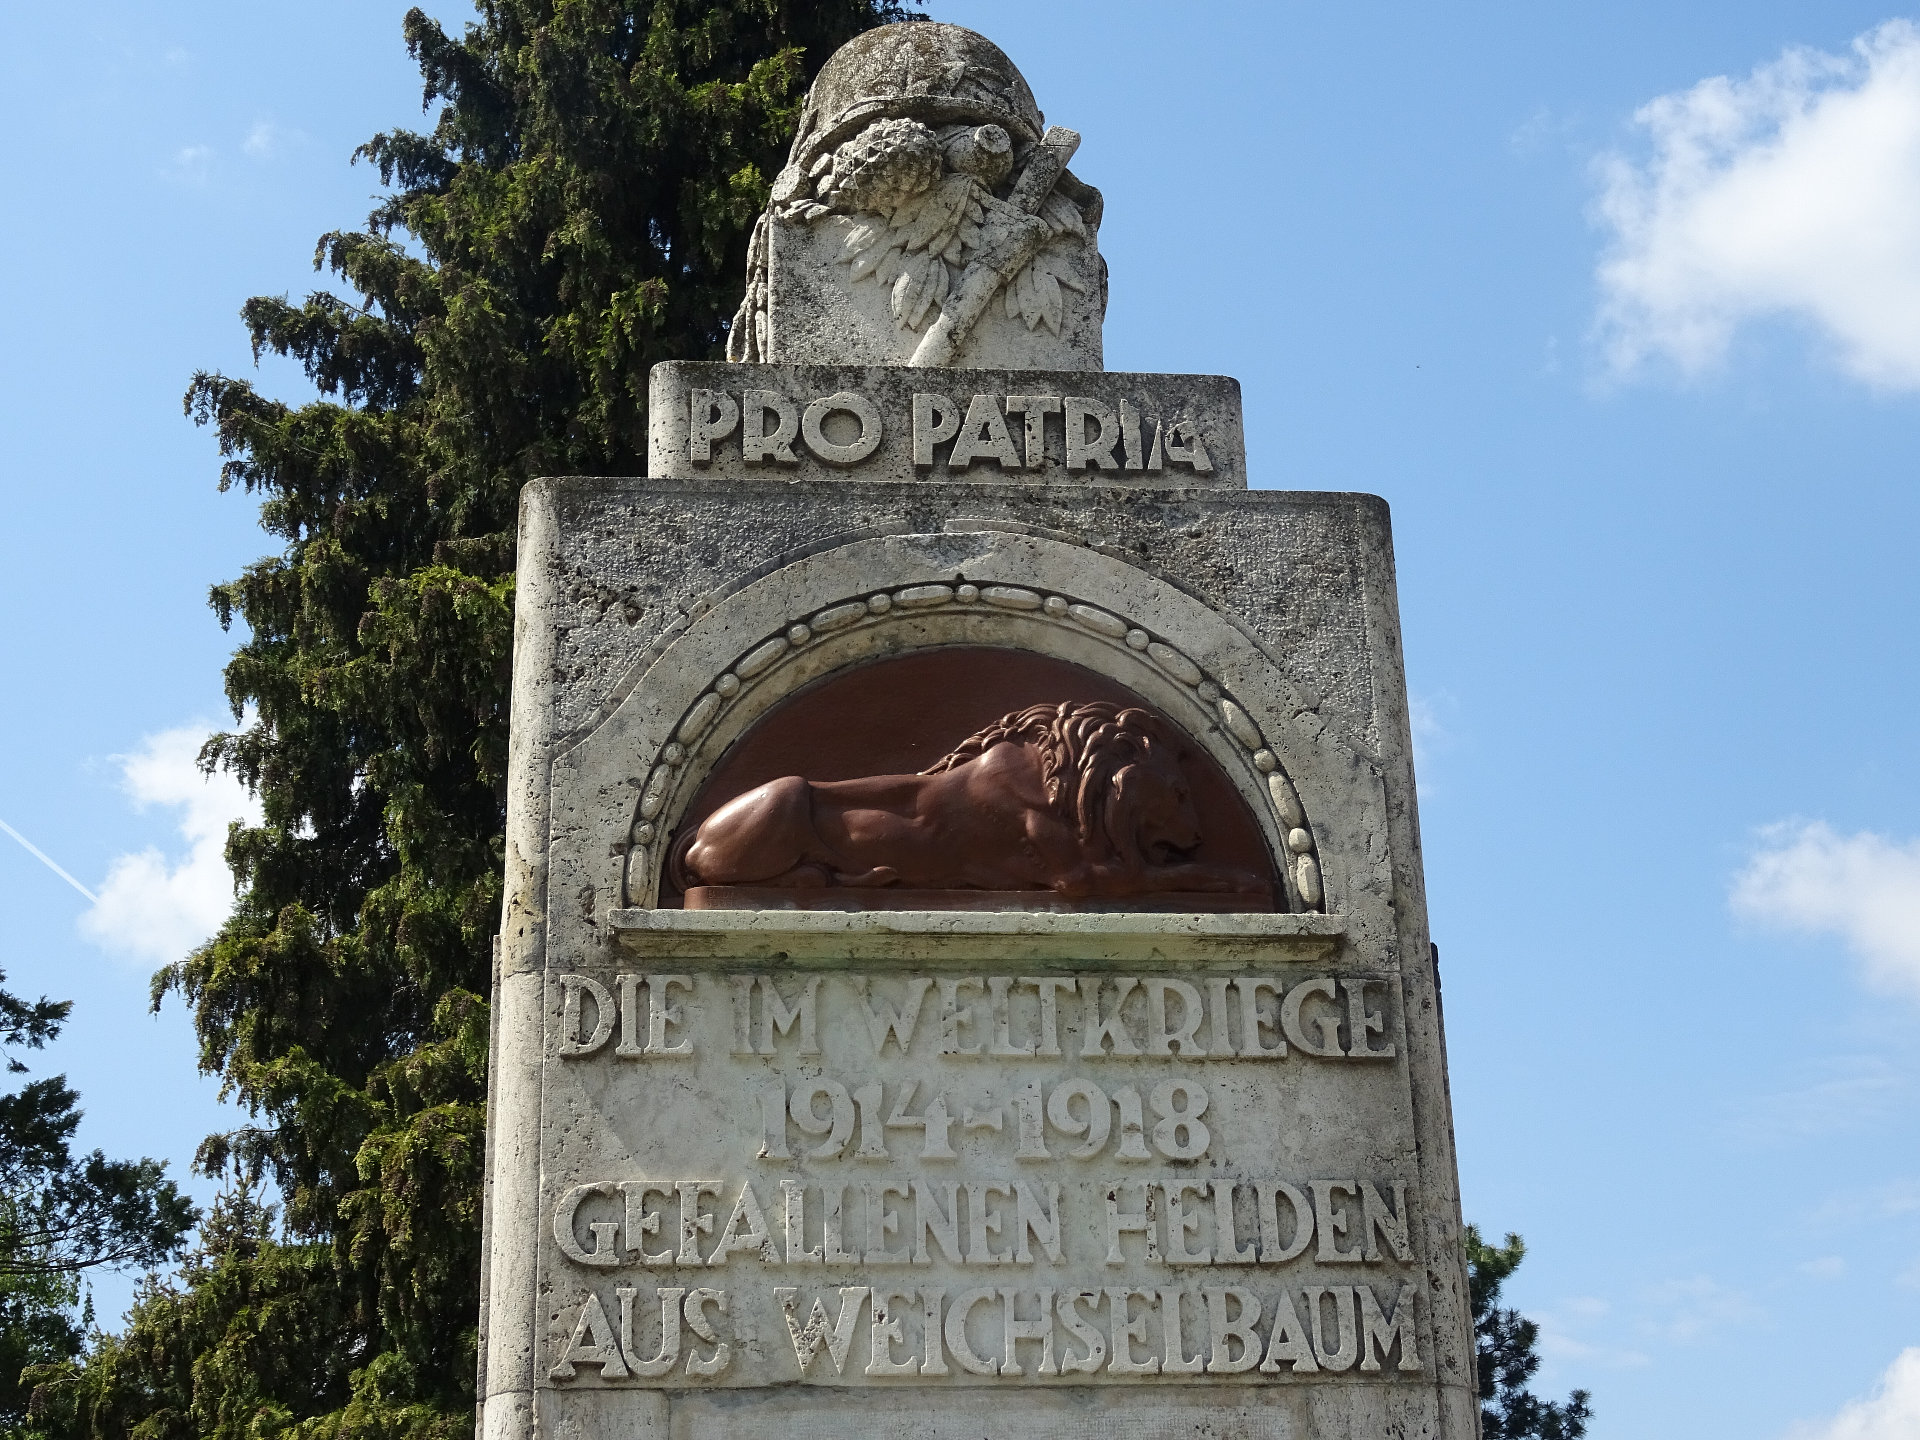 PRO PATRIA
DIE IM WELTKRIEGE
1914-1918
GEFALLENEN HELDEN
AUS WEICHSELBAUM